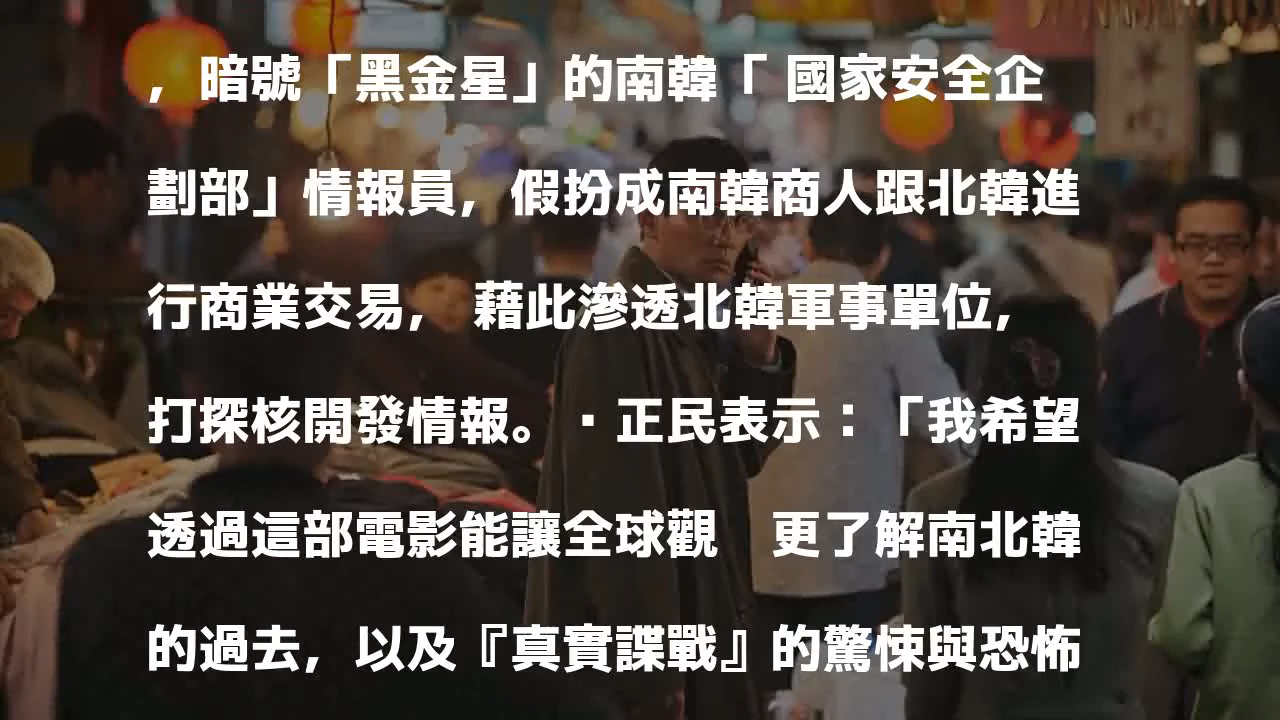 ，暗號「黑金星」的南韓「 國家安全企
劃部」情報員，假扮成南韓商人跟北韓進
行商業交易， 藉此滲透北韓軍事單位，
打探核開發情報。・正民表示：「我希望
透過這部電影能讓全球觀　更了解南北韓
的過去，以及『真實諜戰』的驚悚與恐怖